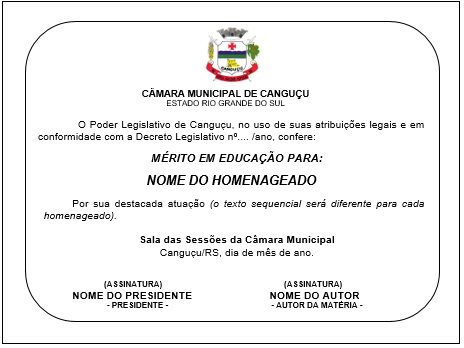 CANGUÇU
CÂMARA MUNICIPAL DE CANGUÇU
ESTADO RIO GRANDE DO SUL
O Poder Legislativo de Canguçu, no uso de suas atribuições legais e em
conformidade com a Decreto Legislativo nº.... /ano, confere:
MÉRITO EM EDUCAÇÃO PARA:
NOME DO HOMENAGEADO
Por sua destacada atuação (o texto sequencial será diferente para cada
homenageado).
Sala das Sessões da Câmara Municipal
Canguçu/RS, dia de mês de ano.
(ASSINATURA) (ASSINATURA)
NOME DO PRESIDENTE NOME DO AUTOR
- PRESIDENTE - - AUTOR DA MATÉRIA -